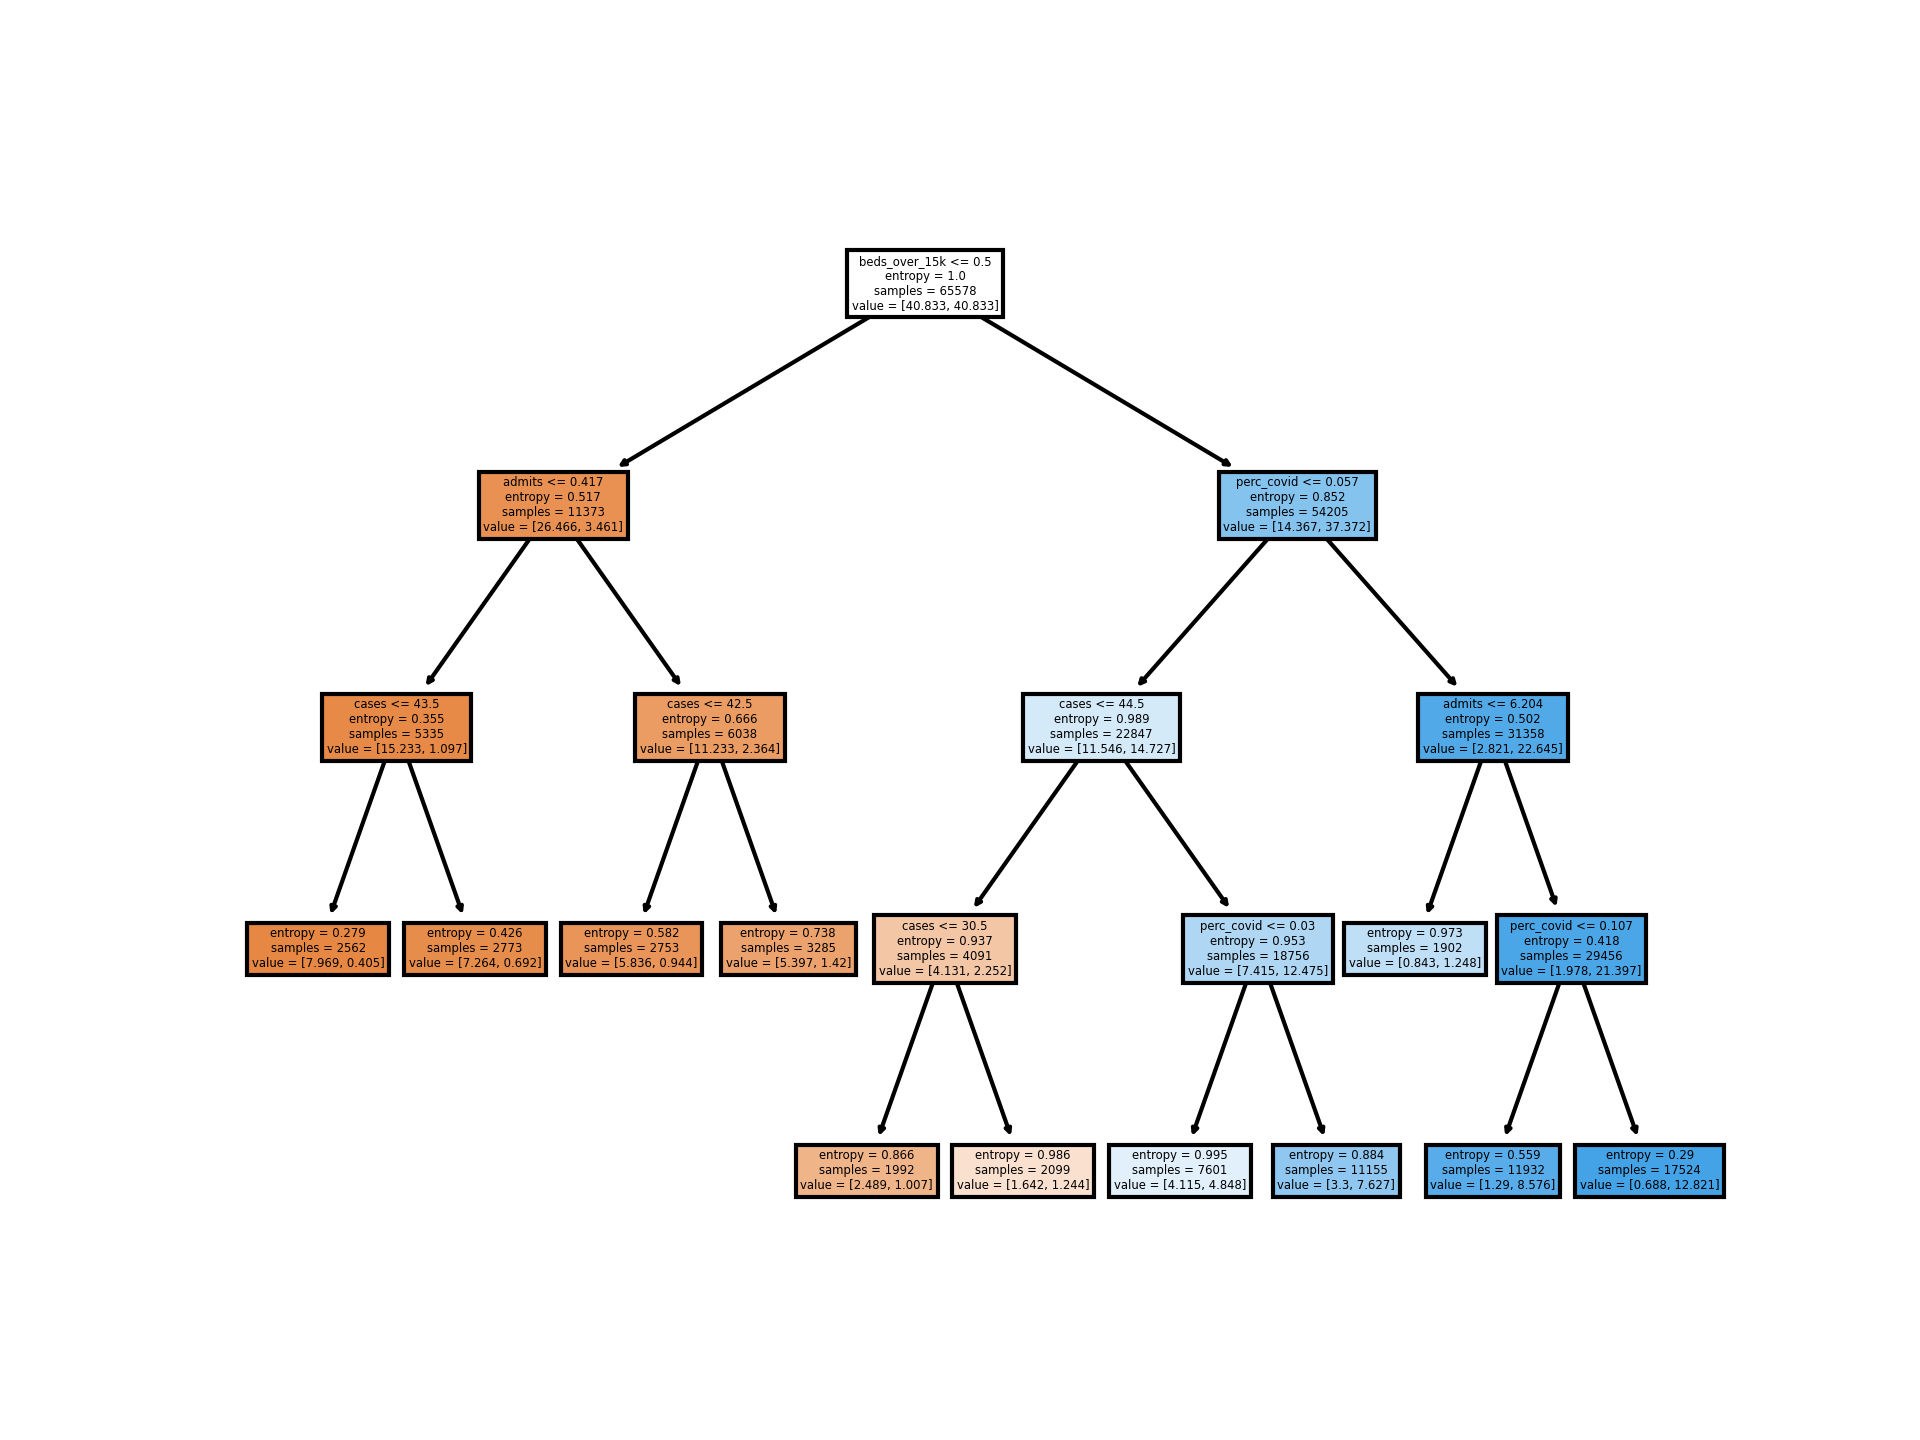 beds_over_15k <= 0.5
entropy = 1.0
samples = 65578
value = [40.833, 40.833]
admits <= 0.417
entropy = 0.517
samples = 11373
value = [26.466, 3.461]
perc_covid <= 0.057
entropy = 0.852
samples = 54205
value = [14.367, 37.372]
cases <= 43.5
entropy = 0.355
samples = 5335
value = [15.233, 1.097]
cases <= 42.5
entropy = 0.666
samples = 6038
value = [11.233, 2.364]
cases <= 44.5
entropy = 0.989
samples = 22847
value = [11.546, 14.727]
admits <= 6.204
entropy = 0.502
samples = 31358
value = [2.821, 22.645]
entropy = 0.279
samples = 2562
value = [7.969, 0.405]
entropy = 0.426
samples = 2773
value = [7.264, 0.692]
entropy = 0.582
samples = 2753
value = [5.836, 0.944]
entropy = 0.738
samples = 3285
value = [5.397, 1.42]
cases <= 30.5
entropy = 0.937
samples = 4091
value = [4.131, 2.252]
perc_covid <= 0.03
entropy = 0.953
samples = 18756
value = [7.415, 12.475]
entropy = 0.973
samples = 1902
value = [0.843, 1.248]
perc_covid <= 0.107
entropy = 0.418
samples = 29456
value = [1.978, 21.397]
entropy = 0.866
samples = 1992
value = [2.489, 1.007]
entropy = 0.986
samples = 2099
value = [1.642, 1.244]
entropy = 0.995
samples = 7601
value = [4.115, 4.848]
entropy = 0.884
samples = 11155
value = [3.3, 7.627]
entropy = 0.559
samples = 11932
value = [1.29, 8.576]
entropy = 0.29
samples = 17524
value = [0.688, 12.821]